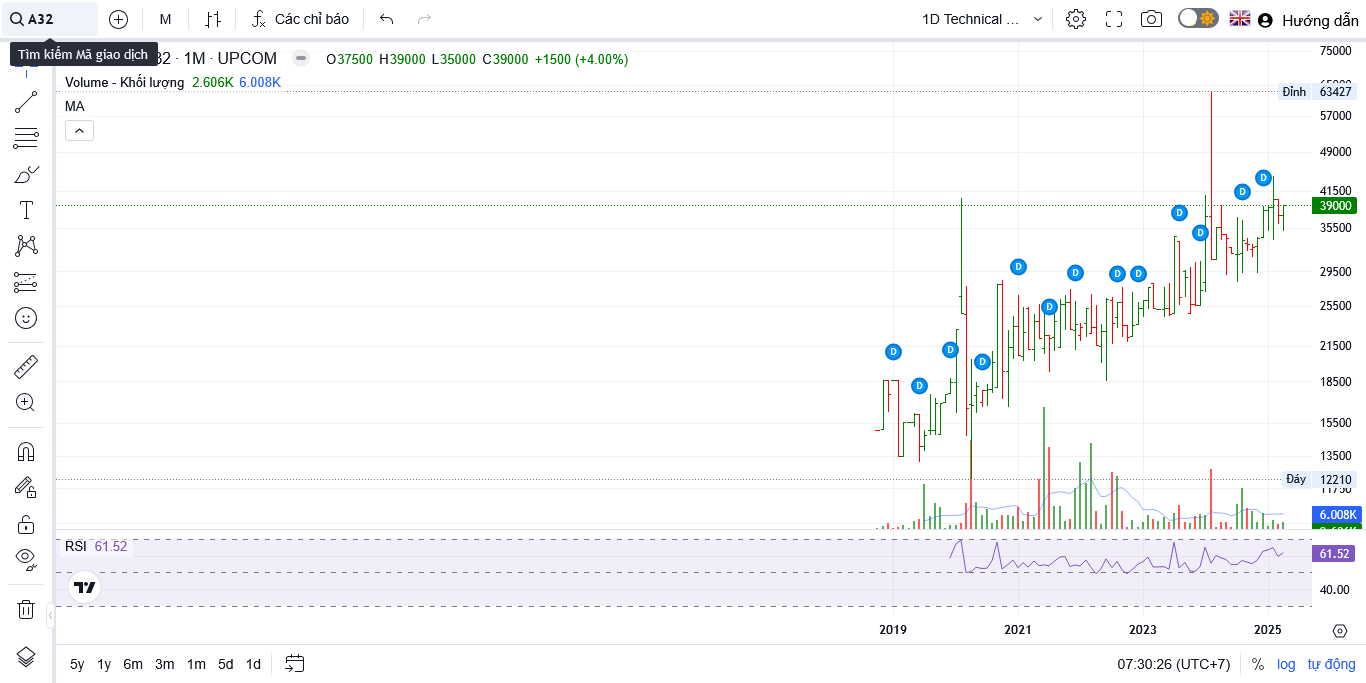 A32
M
Các chỉ báo
1D Technical ...
Hướng dẫn
Tìm kiếm Mã giao dịch
32 · 1M · UPCOM
O37500 H39000 L35000 C39000 +1500 (+4.00%)
Volume - Khối lượng 2.606K 6.008K
MA
75000
Đỉnh 63427
57000
49000
41500
39000
35500
29500
25500
21500
18500
15500
13500
Đáy 12210
11750
6.008K
D
D
D
D
D
D
D
D
D
D
D
D
D
RSI 61.52
61.52
40.00
2019
2021
2023
2025
5y 1y 6m 3m 1m 5d 1d
07:30:26 (UTC+7)
%
log
tự động